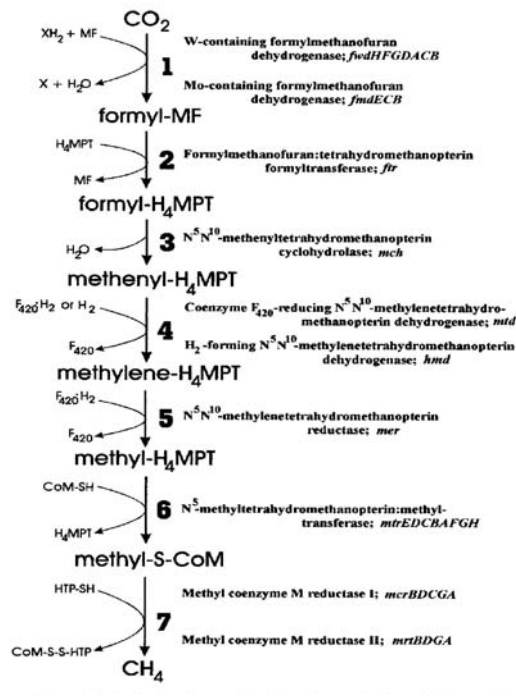 CO2
XH2 + MF
W-containing formylmethanofuran
dehydrogenase; fwdHFGDACB
1
X + H2O
Mo-containing formylmethanofuran
dehydrogenase; fmdECB
formyl-MF
H4MPT
2 Formylmethanofuran:tetrahydromethanopterin
formyltransferase; ftr
MF
formyl-H4MPT
3 N5N10-methenyltetrahydromethanopterin
cyclohydrolase; mch
H2O
methenyl-H4MPT
F420·H2 or H2
Coenzyme F420-reducing N5N10-methylenetetrahydro-
methanopterin dehydrogenase; mtd
4
H2-forming N5N10-methylenetetrahydromethanopterin
dehydrogenase; hmd
F420
methylene-H4MPT
F420·H2
5 N5N10-methylenetetrahydromethanopterin
reductase; mer
F420
methyl-H4MPT
CoM-SH
6 N5-methyltetrahydromethanopterin:methyl-
transferase; mtrEDCBAFGH
H4MPT
methyl-S-CoM
HTP-SH
Methyl coenzyme M reductase I; mcrBDCGA
7
Methyl coenzyme M reductase II; mrtBDGA
CoM-S-S-HTP
CH4